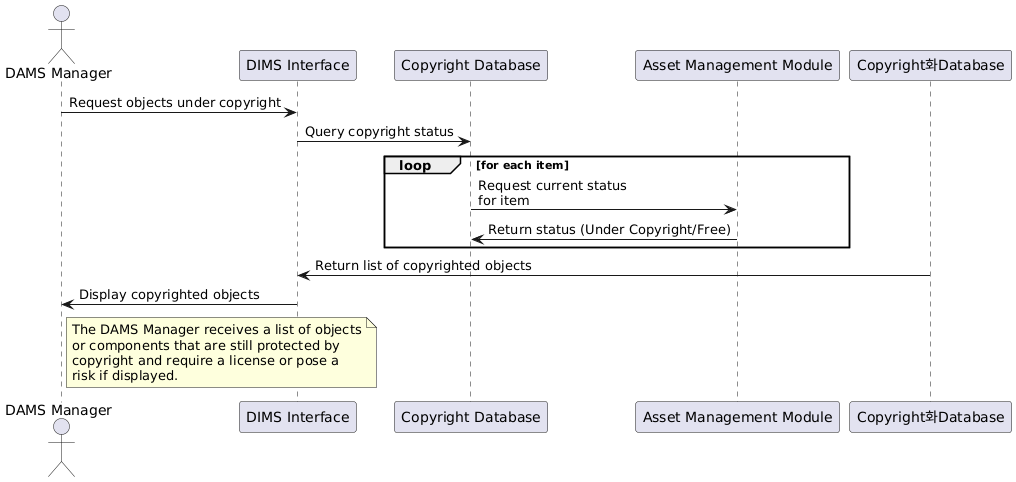 DAMS Manager
DIMS Interface
Copyright Database
Asset Management Module
Copyright화Database
Request objects under copyright
Query copyright status
loop
[for each item]
Request current status
for item
Return status (Under Copyright/Free)
Return list of copyrighted objects
Display copyrighted objects
The DAMS Manager receives a list of objects
or components that are still protected by
copyright and require a license or pose a
risk if displayed.
DAMS Manager
DIMS Interface
Copyright Database
Asset Management Module
Copyright화Database